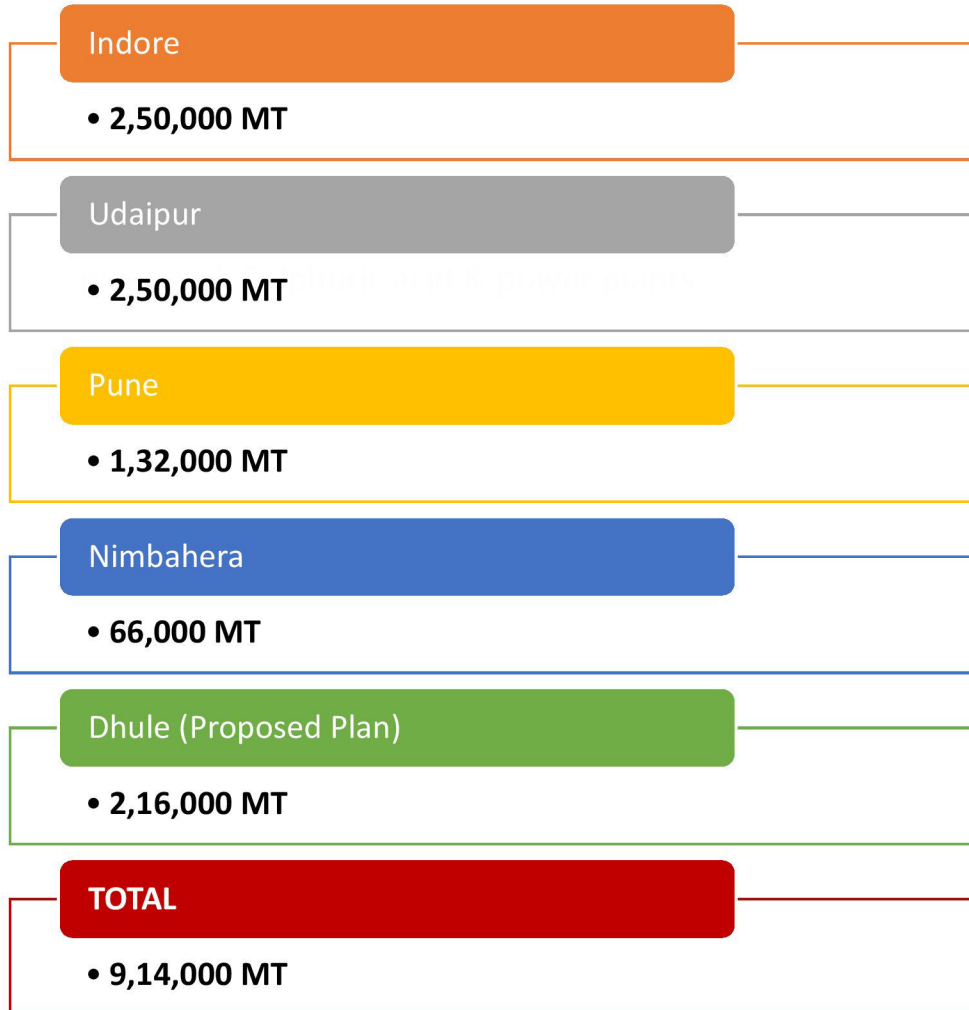 Indore
• 2,50,000 MT
Udaipur
• 2,50,000 MT
Pune
• 1,32,000 MT
Nimbahera
• 66,000 MT
Dhule (Proposed Plan)
• 2,16,000 MT
TOTAL
• 9,14,000 MT